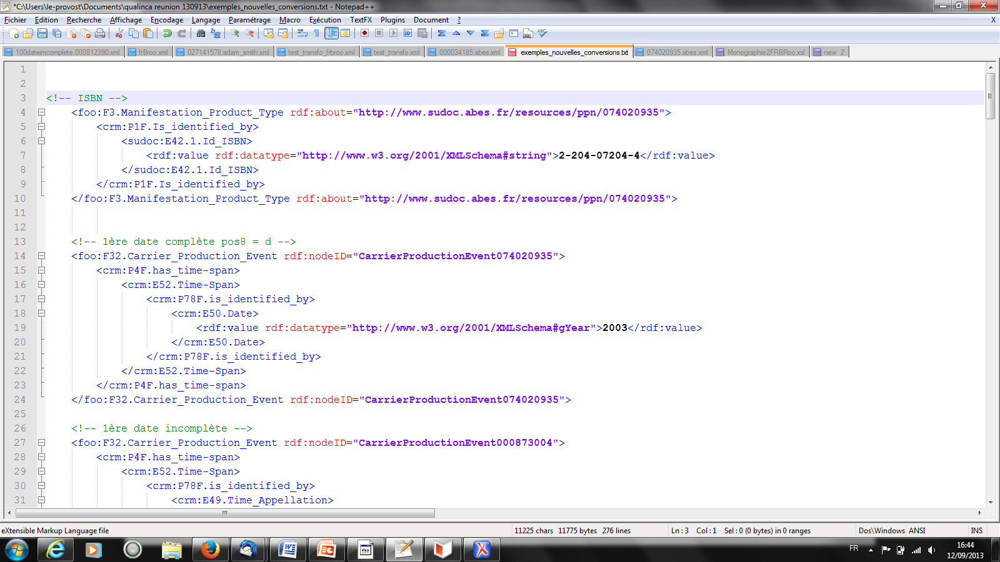 *C:\Users\le-provost\Documents\qualinca reunion 130913\exemples_nouvelles_conversions.txt - Notepad++
Fichier Edition Recherche Affichage Encodage Langage Paramétrage Macro Exécution TextFX Plugins Document ? X
100dateimcomplete.000812390.xml frBroo.xml 027141578.adam_smith.xml test_transfo_frbroo.xml test_transfo.xml 000034185.abes.xml exemples_nouvelles_conversions.txt 074020935.abes.xml Monographie2FRBRoo.xsl new 2
1
2
3 <!-- ISBN -->
4 <foo:F3.Manifestation_Product_Type rdf:about="http://www.sudoc.abes.fr/resources/ppn/074020935">
5 <crm:P1F.Is_identified_by>
6 <sudoc:E42.1.Id_ISBN>
7 <rdf:value rdf:datatype="http://www.w3.org/2001/XMLSchema#string">2-204-07204-4</rdf:value>
8 </sudoc:E42.1.Id_ISBN>
9 </crm:P1F.Is_identified_by>
10 </foo:F3.Manifestation_Product_Type rdf:about="http://www.sudoc.abes.fr/resources/ppn/074020935">
11
12
13 <!-- 1ère date complète pos8 = d -->
14 <foo:F32.Carrier_Production_Event rdf:nodeID="CarrierProductionEvent074020935">
15 <crm:P4F.has_time-span>
16 <crm:E52.Time-Span>
17 <crm:P78F.is_identified_by>
18 <crm:E50.Date>
19 <rdf:value rdf:datatype="http://www.w3.org/2001/XMLSchema#gYear">2003</rdf:value>
20 </crm:E50.Date>
21 </crm:P78F.is_identified_by>
22 </crm:E52.Time-Span>
23 </crm:P4F.has_time-span>
24 </foo:F32.Carrier_Production_Event rdf:nodeID="CarrierProductionEvent074020935">
25
26 <!-- 1ère date incomplète -->
27 <foo:F32.Carrier_Production_Event rdf:nodeID="CarrierProductionEvent000873004">
28 <crm:P4F.has_time-span>
29 <crm:E52.Time-Span>
30 <crm:P78F.is_identified_by>
31 <crm:E49.Time_Appellation>
eXtensible Markup Language file 11225 chars 11775 bytes 276 lines Ln : 3 Col : 1 Sel : 0 (0 bytes) in 0 ranges Dos\Windows ANSI INS
FR 16:44
12/09/2013